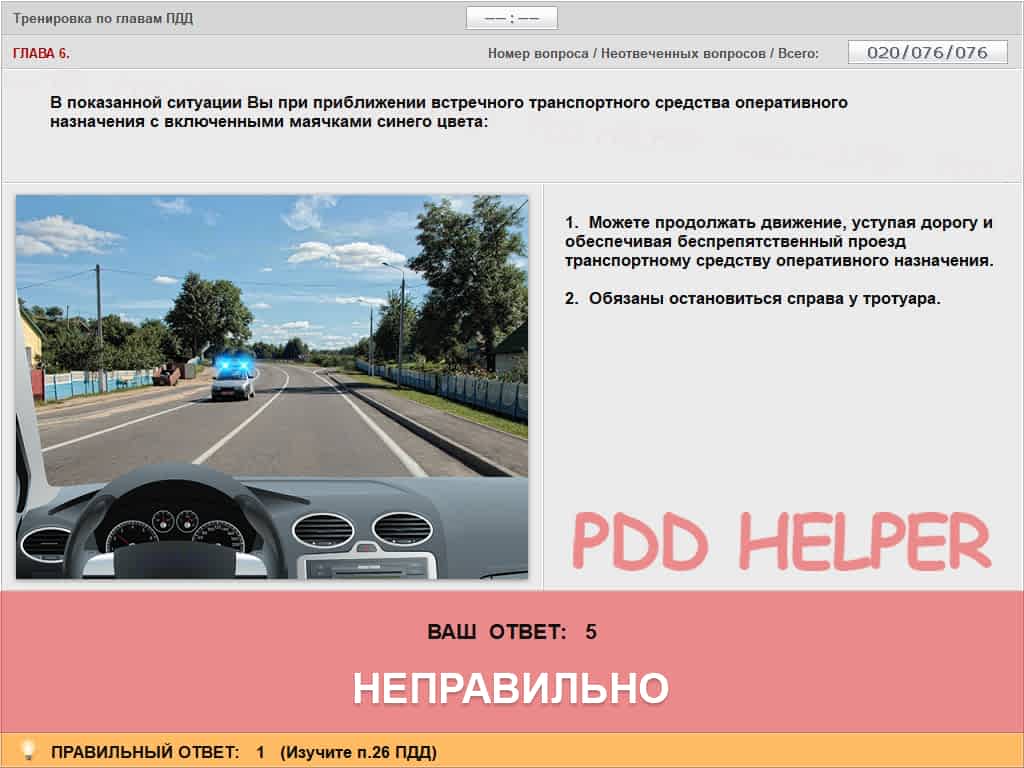 Тренировка по главам ПДД
—— : ——
ГЛАВА 6.
Номер вопроса / Неотвеченных вопросов / Всего:
020/076/076
В показанной ситуации Вы при приближении встречного транспортного средства оперативного
назначения с включенными маячками синего цвета:
1. Можете продолжать движение, уступая дорогу и
обеспечивая беспрепятственный проезд
транспортному средству оперативного назначения.
2. Обязаны остановиться справа у тротуара.
PDD HELPER
ВАШ ОТВЕТ: 5
НЕПРАВИЛЬНО
ПРАВИЛЬНЫЙ ОТВЕТ: 1 (Изучите п.26 ПДД)